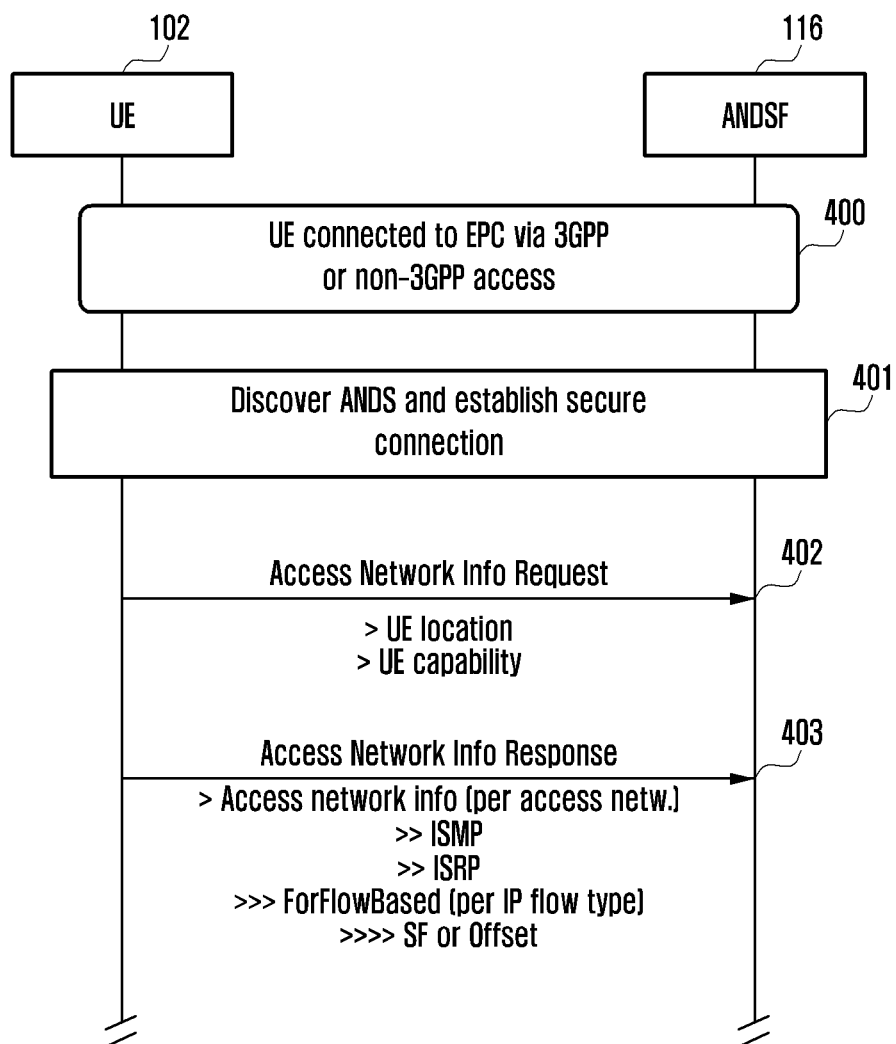 102
116
UE
ANDSF
UE connected to EPC via 3GPP
or non-3GPP access
400
Discover ANDS and establish secure
connection
401
Access Network Info Request
402
> UE location
> UE capability
Access Network Info Response
403
> Access network info (per access netw.)
>> ISMP
>> ISRP
>>> ForFlowBased (per IP flow type)
>>>> SF or Offset